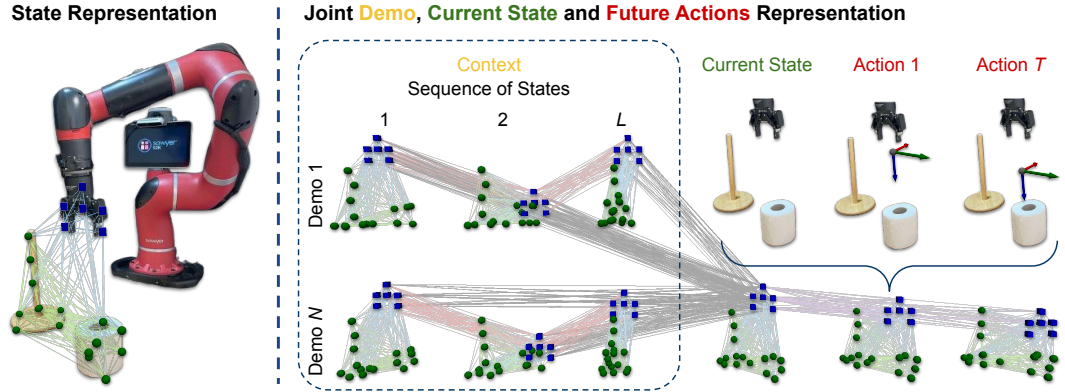 State Representation
Joint Demo, Current State and Future Actions Representation
Context
Sequence of States
1 2 L
Demo 1
Demo N
Current State
Action 1
Action T
sawyer
sawyer